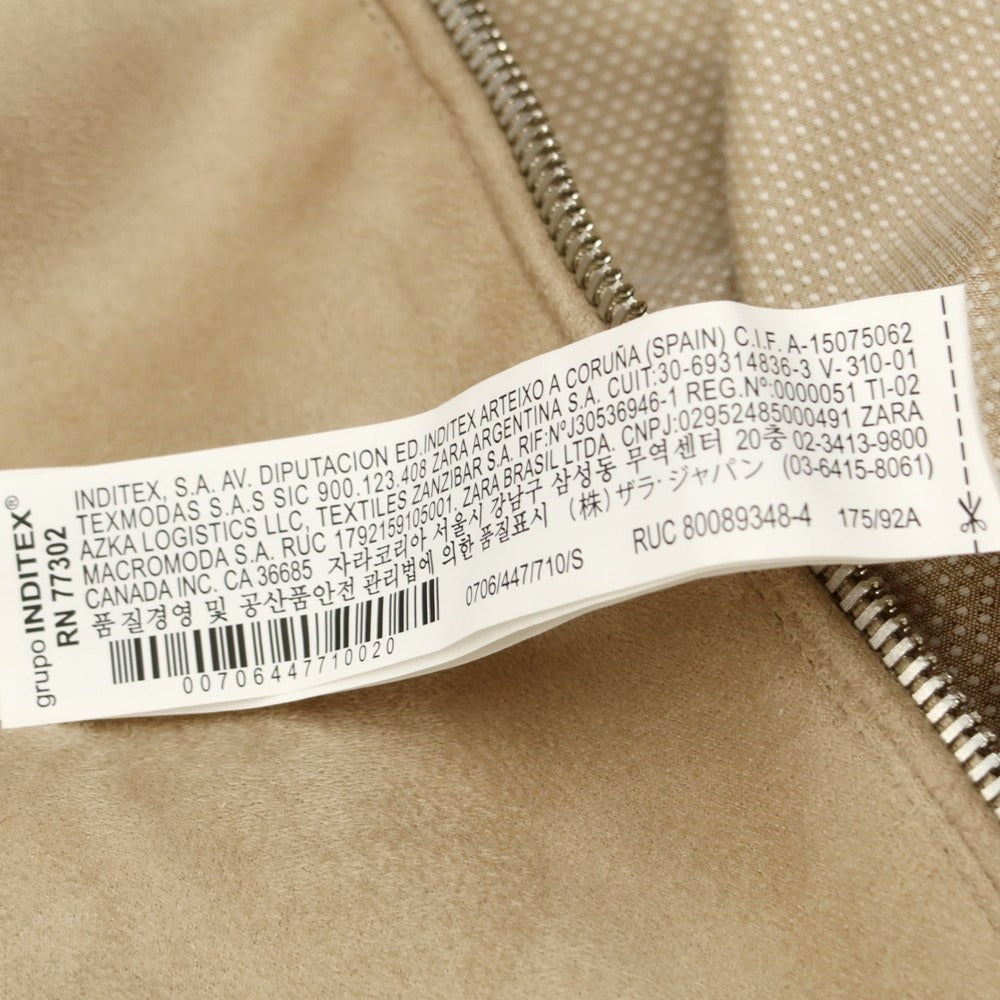 grupo INDITEX®
RN 77302
INDITEX, S.A. AV. DIPUTACION ED.INDITEX ARTEIXO A CORUÑA (SPAIN) C.I.F. A-15075062
TEXMODAS S.A.S SIC 900.123.408 ZARA ARGENTINA S.A. CUIT:30-69314836-3 V-310-01
AZKA LOGISTICS LLC, TEXTILES ZANZIBAR S.A. RIF:NºJ30536946-1 REG.Nº:0000051 TI-02
MACROMODA S.A. RUC 1792159105001, ZARA BRASIL LTDA. CNPJ:02952485000491 ZARA
CANADA INC. CA 36685 자라코리아 서울시 강남구 삼성동 무역센터 20층 02-3413-9800
품질경영 및 공산품안전 관리법에 의한 품질표시 (株) ザラ・ジャパン (03-6415-8061)
0706/447/710/S RUC 80089348-4 175/92A
00706447710020